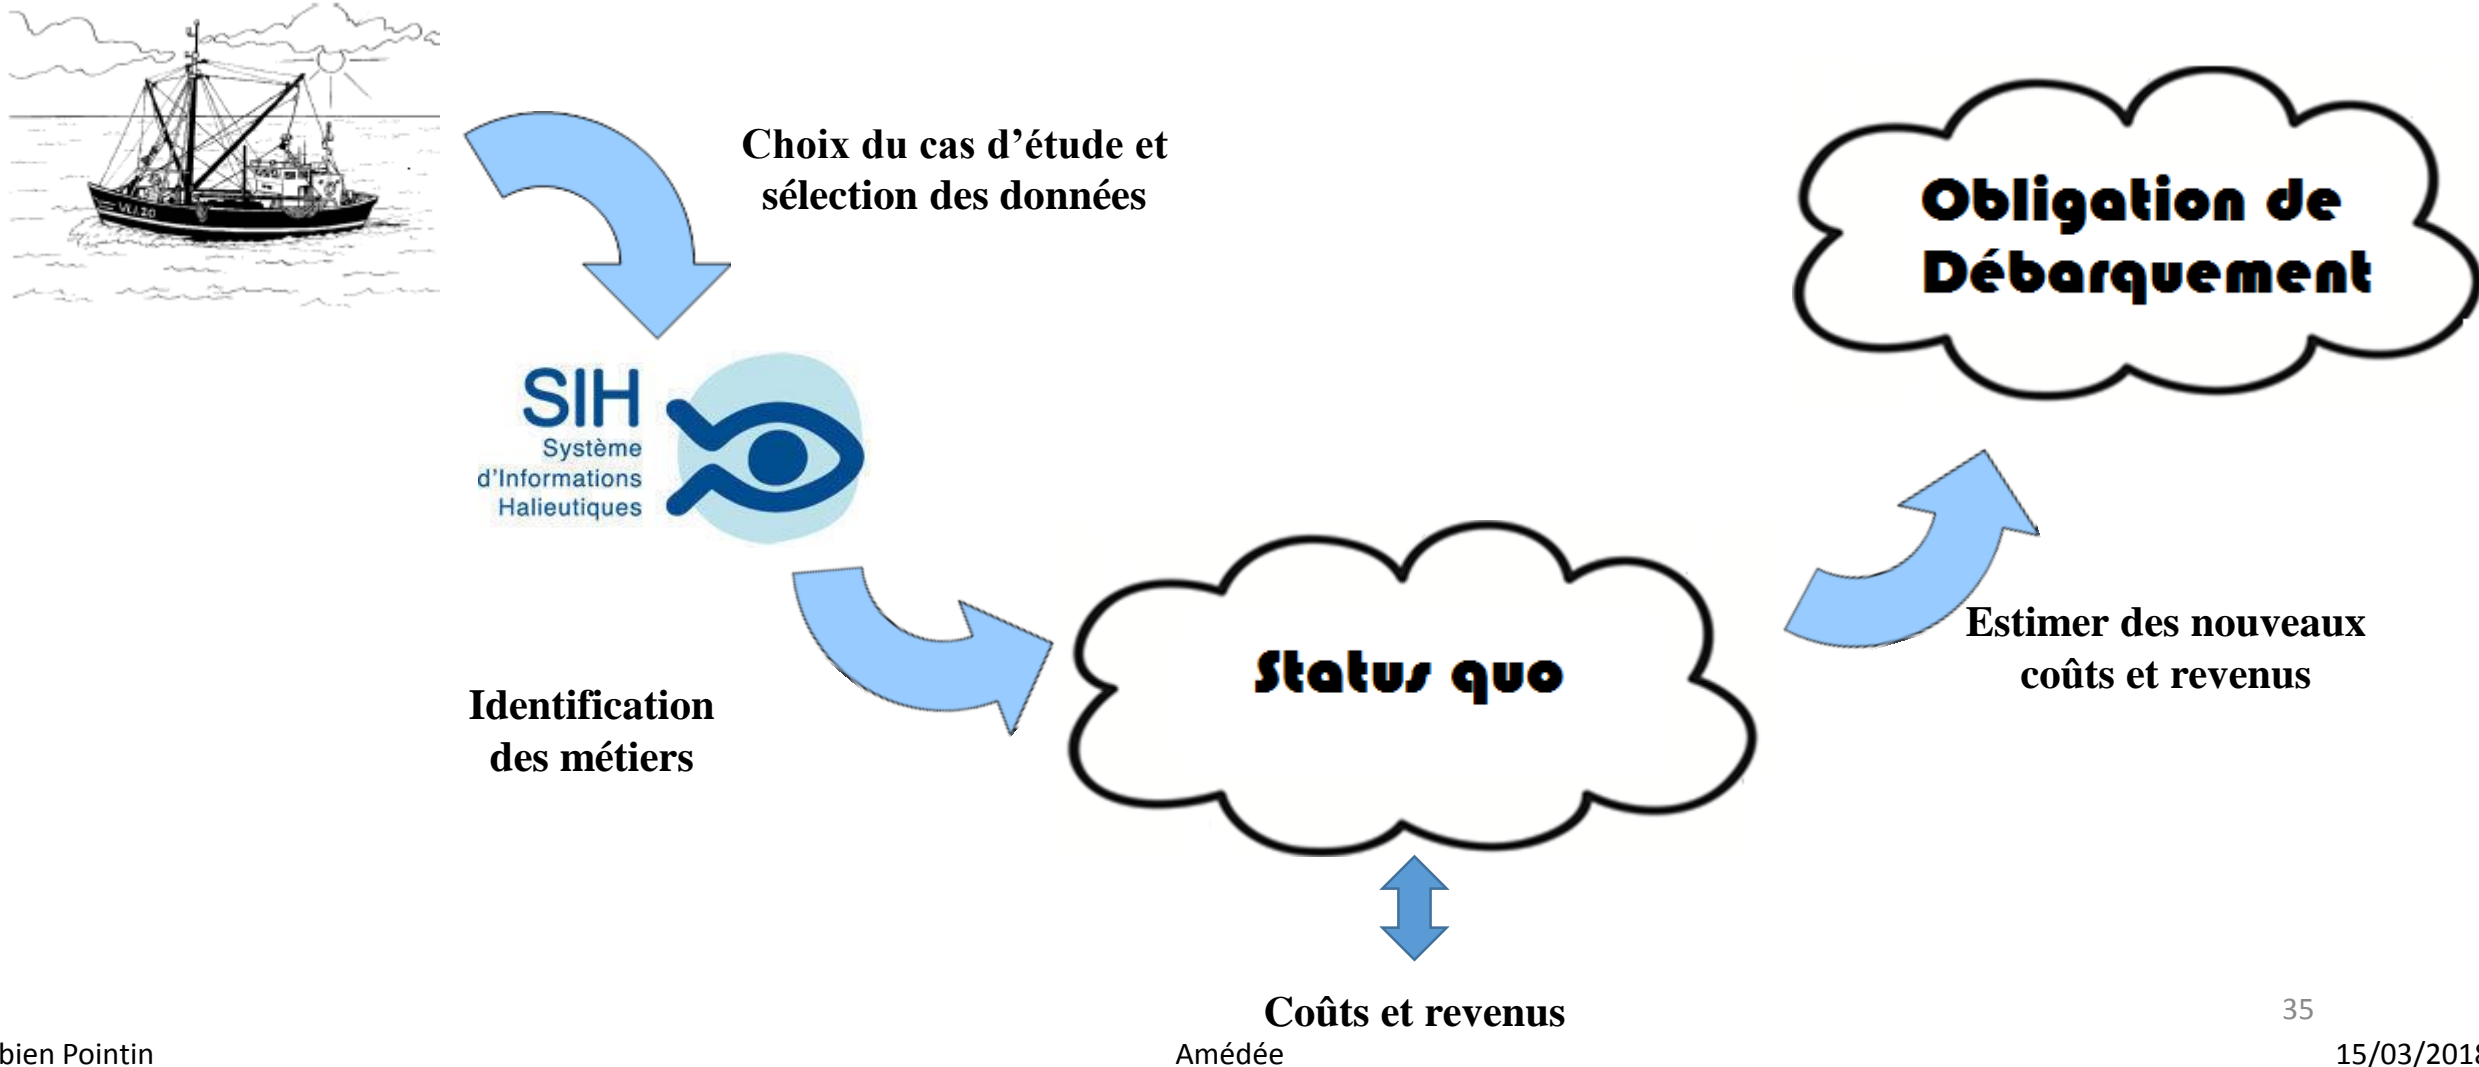 Choix du cas d’étude et
sélection des données
Obligation de
Débarquement
SIH
Système
d'Informations
Halieutiques
Status quo
Estimer des nouveaux
coûts et revenus
Identification
des métiers
Coûts et revenus
35
bien Pointin
Amédée
15/03/2018